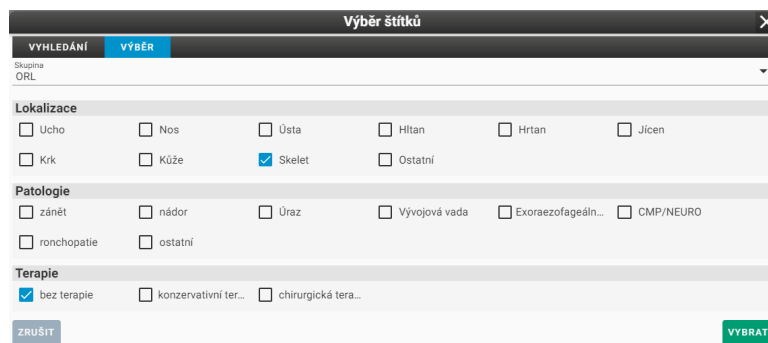 Výběr štítků
VYHLEDÁNÍ VÝBĚR
Skupina
ORL
Lokalizace
Ucho Nos Ústa Hltan Hrtan Jícen
Krk Kůže Skelet Ostatní
Patologie
zánět nádor Úraz Vývojová vada Exoraezofageáln... CMP/NEURO
ronchopatie ostatní
Terapie
bez terapie konzervativní ter... chirurgická tera...
ZRUŠIT VYBRAT